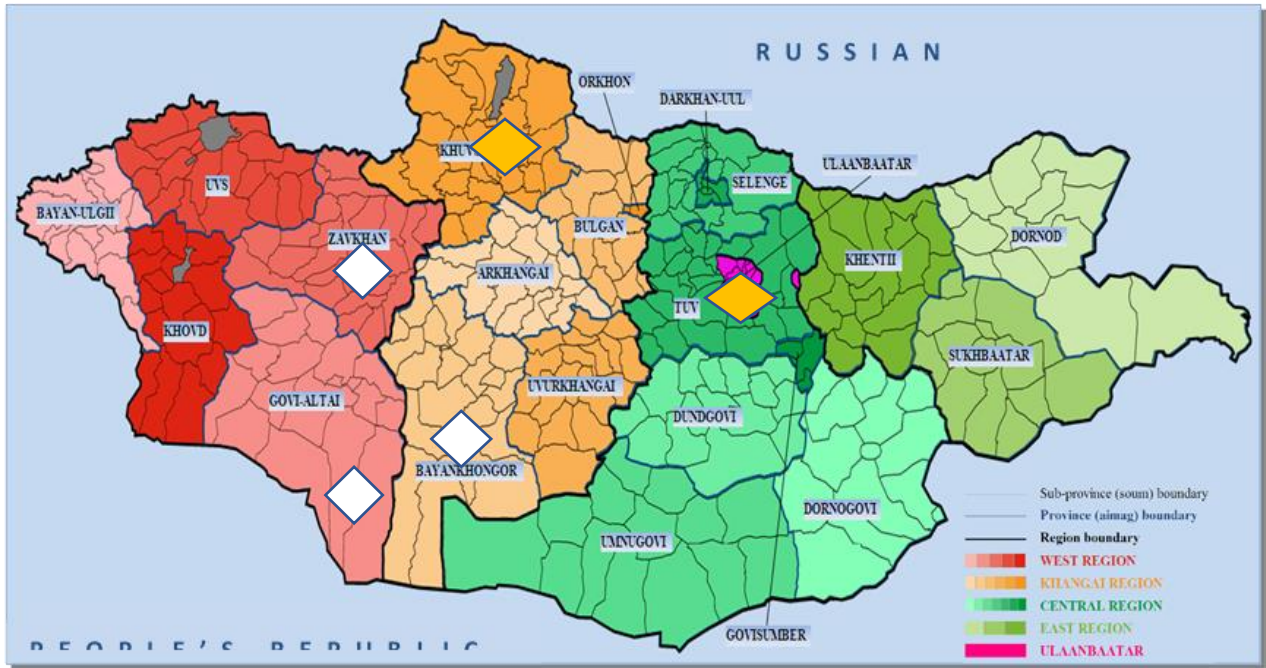 RUSSIAN
ORKHON
DARKHAN-UUL
ULAANBAATAR
KHUV
UVS
SELENGE
BAYAN-ULGII
ZAVKHAN
BULGAN
DORNOD
ARKHANGAI
KHENTII
KHOVD
TUV
SUKHBAATAR
UVURKHANGAI
GOVI-ALTAI
DUNDGOVI
BAYANKHONGOR
DORNOGOVI
UMNUGOVI
GOVISUMBER
Sub-province (soum) boundary
Province (aimag) boundary
Region boundary
WEST REGION
KHANGAI REGION
CENTRAL REGION
EAST REGION
ULAANBAATAR
PEOPLE'S REPUBLIC